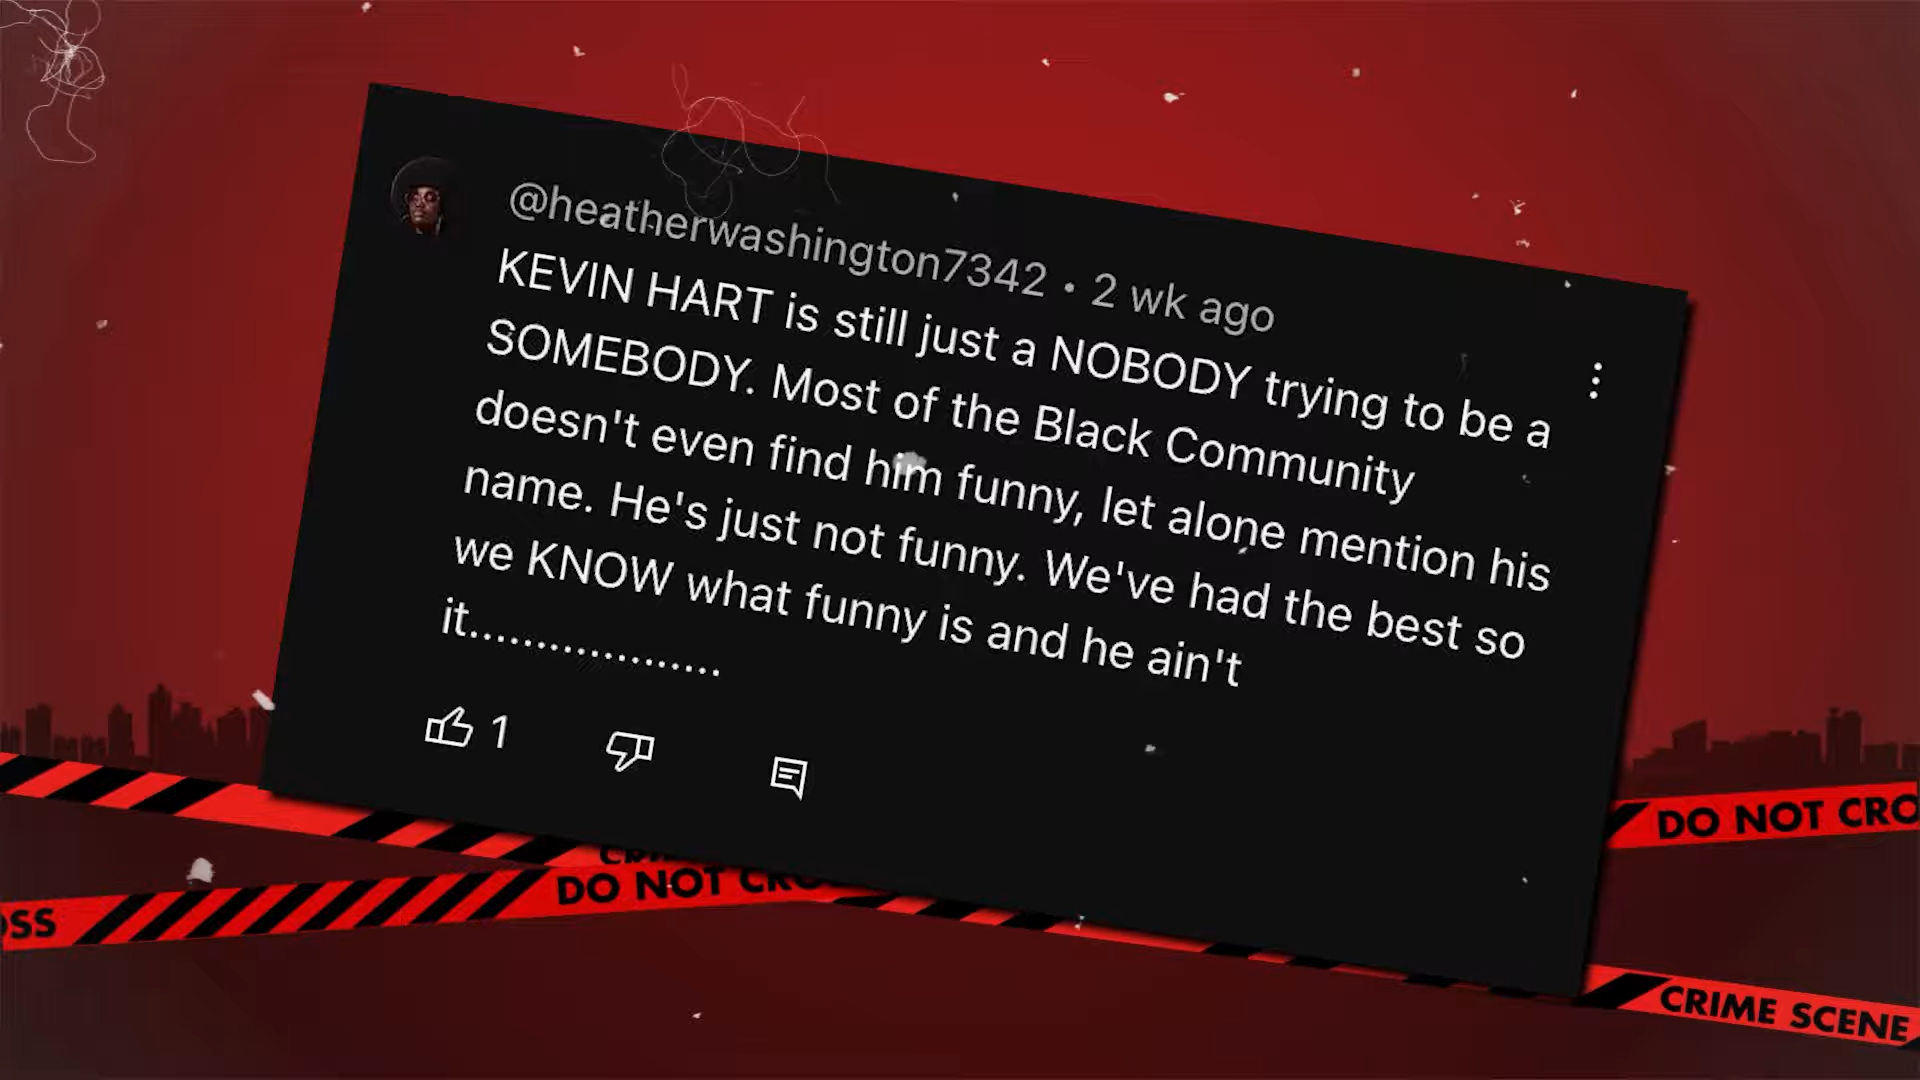 @heatherwashington7342 • 2 wk ago
KEVIN HART is still just a NOBODY trying to be a
SOMEBODY. Most of the Black Community
doesn't even find him funny, let alone mention his
name. He's just not funny. We've had the best so
we KNOW what funny is and he ain't
it...................
1
DO NOT CRO
DO NOT CRO
OSS
CRIME SCENE